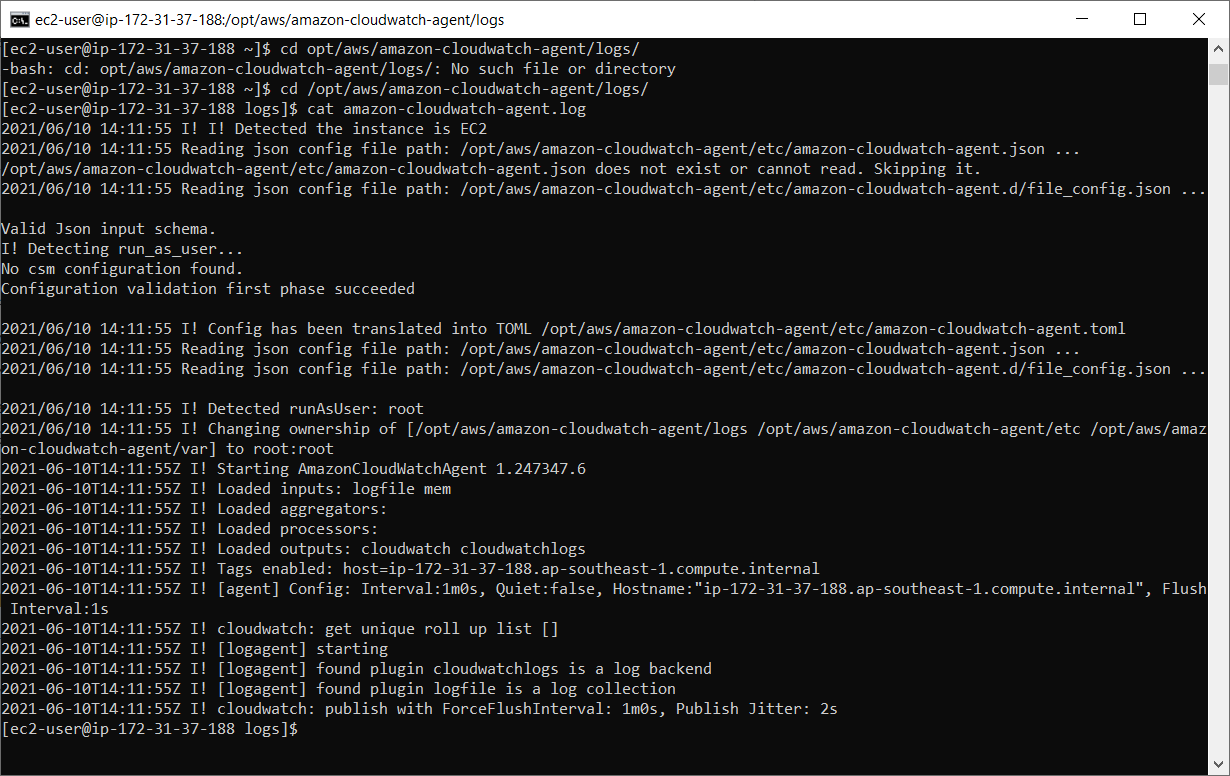 ec2-user@ip-172-31-37-188:/opt/aws/amazon-cloudwatch-agent/logs
[ec2-user@ip-172-31-37-188 ~]$ cd opt/aws/amazon-cloudwatch-agent/logs/
-bash: cd: opt/aws/amazon-cloudwatch-agent/logs/: No such file or directory
[ec2-user@ip-172-31-37-188 ~]$ cd /opt/aws/amazon-cloudwatch-agent/logs/
[ec2-user@ip-172-31-37-188 logs]$ cat amazon-cloudwatch-agent.log
2021/06/10 14:11:55 I! I! Detected the instance is EC2
2021/06/10 14:11:55 Reading json config file path: /opt/aws/amazon-cloudwatch-agent/etc/amazon-cloudwatch-agent.json ...
/opt/aws/amazon-cloudwatch-agent/etc/amazon-cloudwatch-agent.json does not exist or cannot read. Skipping it.
2021/06/10 14:11:55 Reading json config file path: /opt/aws/amazon-cloudwatch-agent/etc/amazon-cloudwatch-agent.d/file_config.json ...
Valid Json input schema.
I! Detecting run_as_user...
No csm configuration found.
Configuration validation first phase succeeded
2021/06/10 14:11:55 I! Config has been translated into TOML /opt/aws/amazon-cloudwatch-agent/etc/amazon-cloudwatch-agent.toml
2021/06/10 14:11:55 Reading json config file path: /opt/aws/amazon-cloudwatch-agent/etc/amazon-cloudwatch-agent.json ...
2021/06/10 14:11:55 Reading json config file path: /opt/aws/amazon-cloudwatch-agent/etc/amazon-cloudwatch-agent.d/file_config.json ...
2021/06/10 14:11:55 I! Detected runAsUser: root
2021/06/10 14:11:55 I! Changing ownership of [/opt/aws/amazon-cloudwatch-agent/logs /opt/aws/amazon-cloudwatch-agent/etc /opt/aws/amaz
on-cloudwatch-agent/var] to root:root
2021-06-10T14:11:55Z I! Starting AmazonCloudWatchAgent 1.247347.6
2021-06-10T14:11:55Z I! Loaded inputs: logfile mem
2021-06-10T14:11:55Z I! Loaded aggregators:
2021-06-10T14:11:55Z I! Loaded processors:
2021-06-10T14:11:55Z I! Loaded outputs: cloudwatch cloudwatchlogs
2021-06-10T14:11:55Z I! Tags enabled: host=ip-172-31-37-188.ap-southeast-1.compute.internal
2021-06-10T14:11:55Z I! [agent] Config: Interval:1m0s, Quiet:false, Hostname:"ip-172-31-37-188.ap-southeast-1.compute.internal", Flush
 Interval:1s
2021-06-10T14:11:55Z I! cloudwatch: get unique roll up list []
2021-06-10T14:11:55Z I! [logagent] starting
2021-06-10T14:11:55Z I! [logagent] found plugin cloudwatchlogs is a log backend
2021-06-10T14:11:55Z I! [logagent] found plugin logfile is a log collection
2021-06-10T14:11:55Z I! cloudwatch: publish with ForceFlushInterval: 1m0s, Publish Jitter: 2s
[ec2-user@ip-172-31-37-188 logs]$